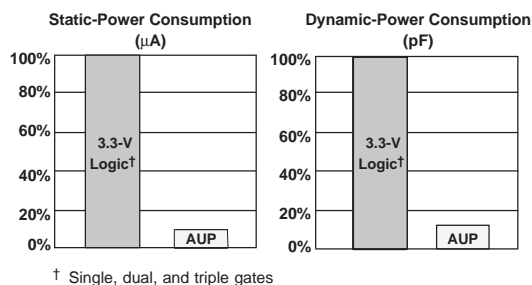 Static-Power Consumption
(μA)
100%
80%
60%
40%
20%
0%
3.3-V
Logic†
AUP
Dynamic-Power Consumption
(pF)
100%
80%
60%
40%
20%
0%
3.3-V
Logic†
AUP
† Single, dual, and triple gates